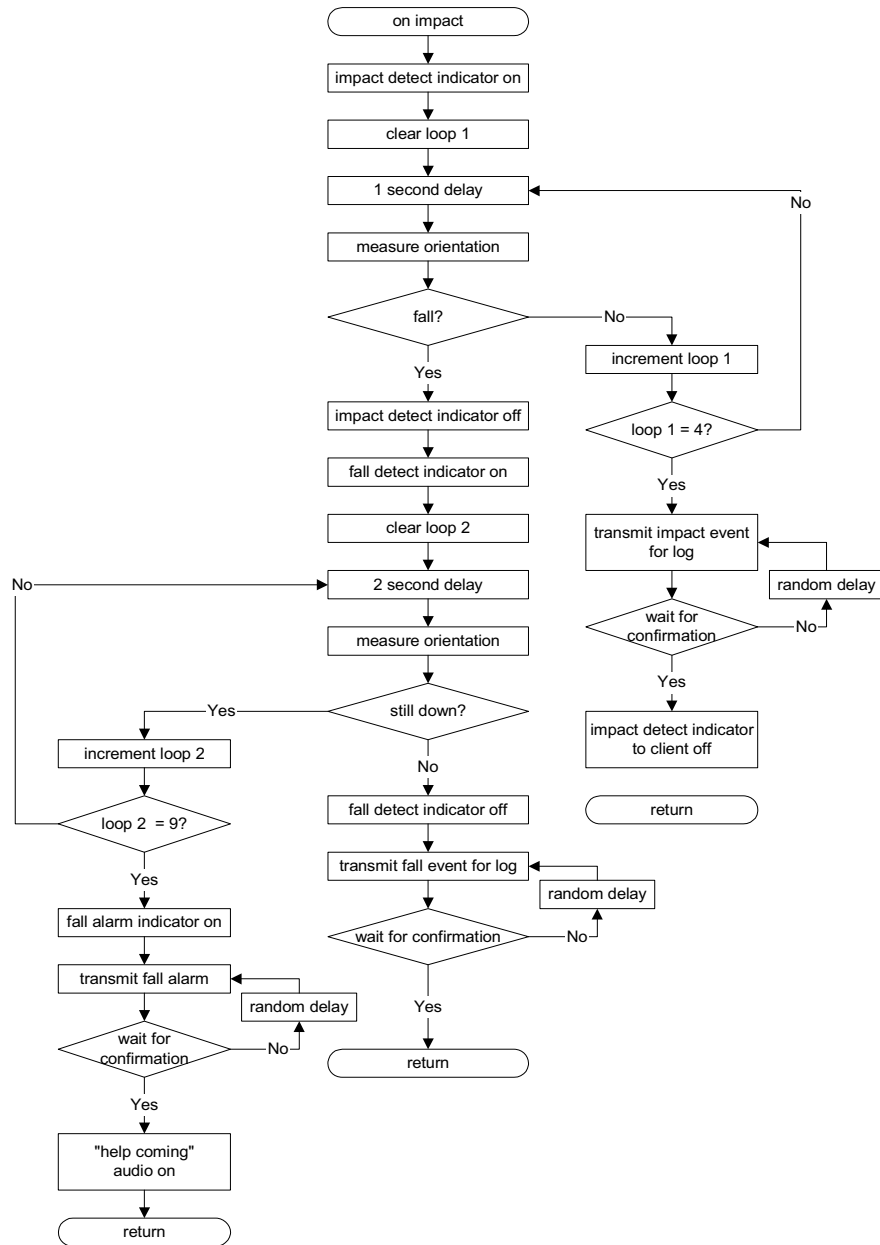 on impact
impact detect indicator on
clear loop 1
1 second delay
No
measure orientation
fall?
No
increment loop 1
Yes
impact detect indicator off
loop 1 = 4?
fall detect indicator on
Yes
clear loop 2
transmit impact event
for log
No
2 second delay
random delay
measure orientation
wait for
confirmation
No
Yes
still down?
Yes
impact detect indicator
to client off
increment loop 2
No
fall detect indicator off
return
loop 2 = 9?
transmit fall event for log
Yes
random delay
fall alarm indicator on
wait for confirmation
No
transmit fall alarm
random delay
Yes
wait for
confirmation
No
return
Yes
"help coming"
audio on
return